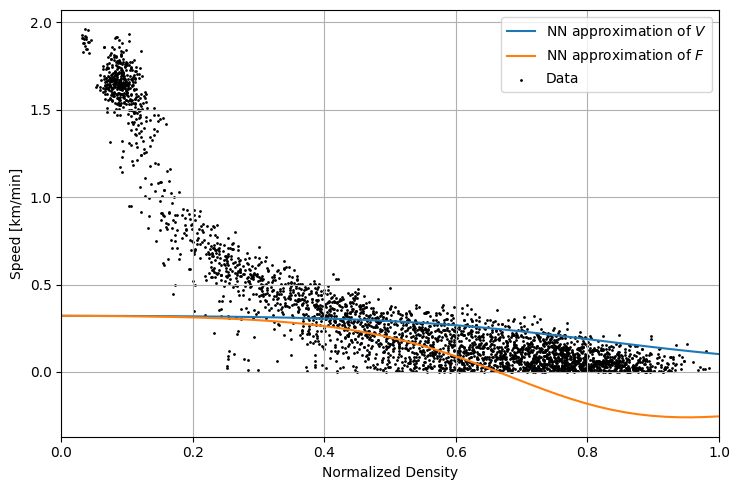 2.0
1.5
1.0
0.5
0.0
Speed [km/min]
NN approximation of V
NN approximation of F
Data
0.0 0.2 0.4 0.6 0.8 1.0
Normalized Density